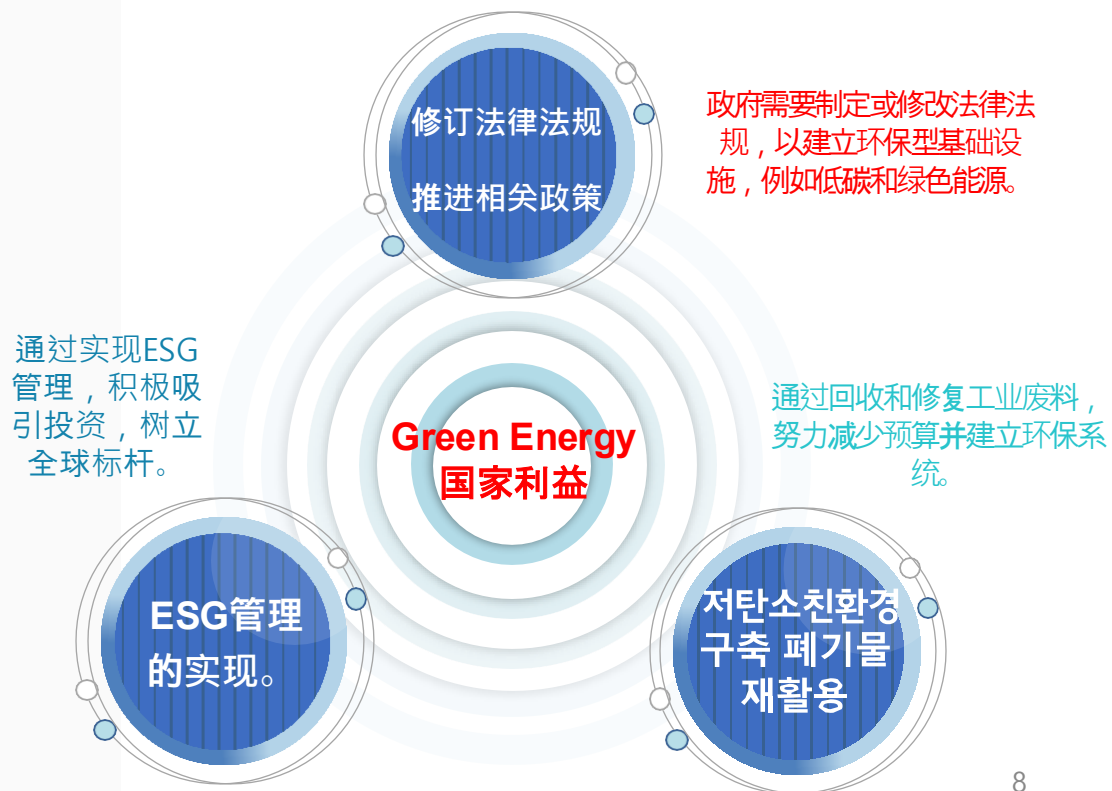 修订法律法规
推进相关政策
政府需要制定或修改法律法
规，以建立环保型基础设
施，例如低碳和绿色能源。
通过实现ESG
管理，积极吸
引投资，树立
全球标杆。
Green Energy
国家利益
通过回收和修复工业废料，
努力减少预算并建立环保系
统。
ESG管理
的实现。
저탄소친환경
구축 폐기물
재활용
8